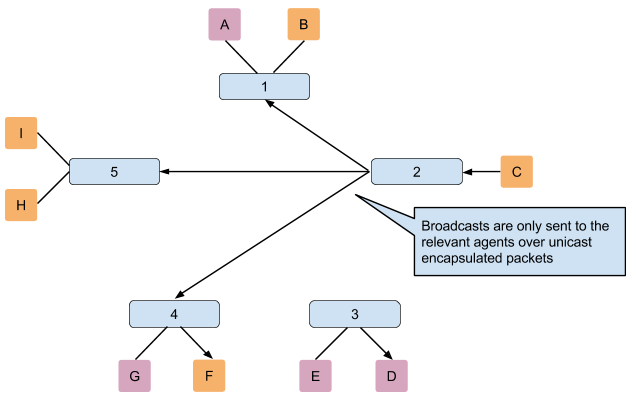 A
B
1
I
5
2
C
H
Broadcasts are only sent to the
relevant agents over unicast
encapsulated packets
4
3
G
F
E
D